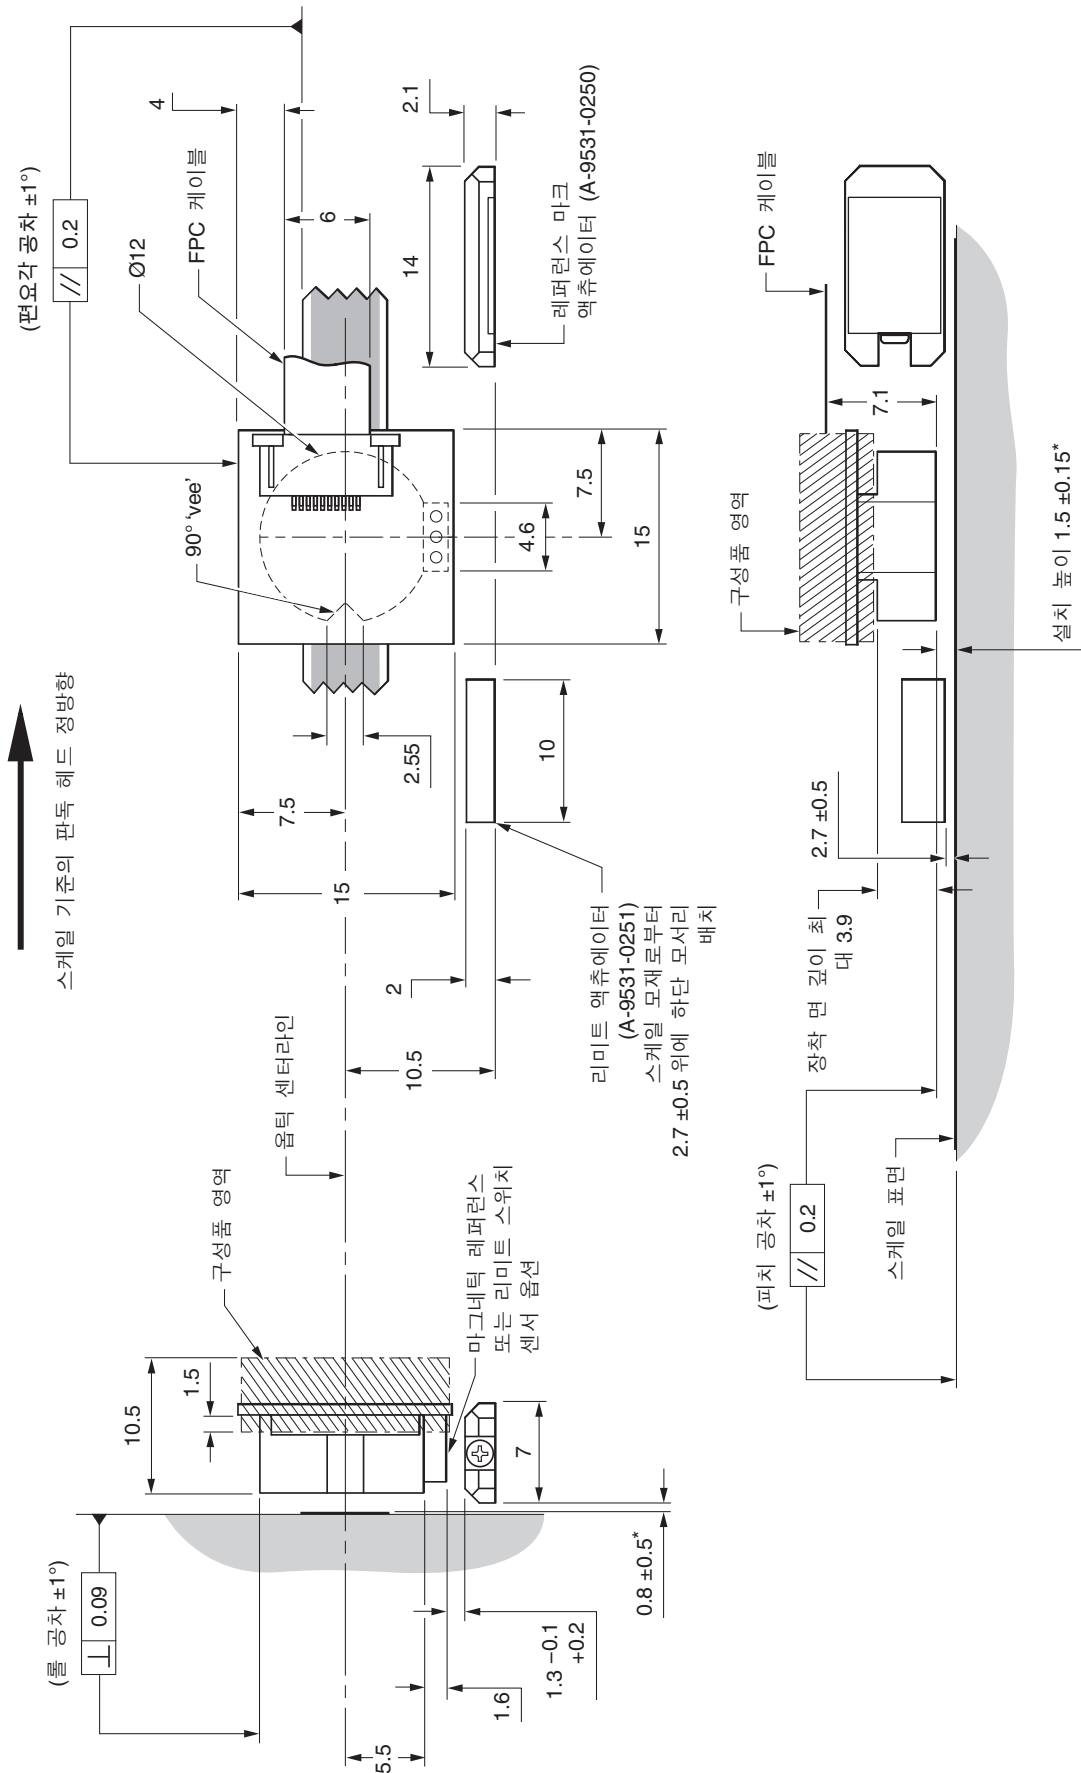 스케일 기준의 판독 헤드 정방향
(롤 공차 ±1°)
⊥ 0.09
10.5
1.5
구성품 영역
옵틱 센터라인
마그네틱 레퍼런스
또는 리미트 스위치
센서 옵션
7
0.8 ±0.5*
1.3 –0.1
+0.2
1.6
5.5
(편요각 공차 ±1°)
// 0.2
4
Ø12
FPC 케이블
90° 'vee'
6
7.5
15
2.55
4.6
7.5
15
14
2.1
레퍼런스 마크
액츄에이터 (A-9531-0250)
10
2
10.5
리미트 액츄에이터
(A-9531-0251)
스케일 모재로부터
2.7 ±0.5 위에 하단 모서리
배치
(피치 공차 ±1°)
// 0.2
스케일 표면
장착 면 깊이 최
대 3.9
2.7 ±0.5
구성품 영역
7.1
FPC 케이블
설치 높이 1.5 ±0.15*